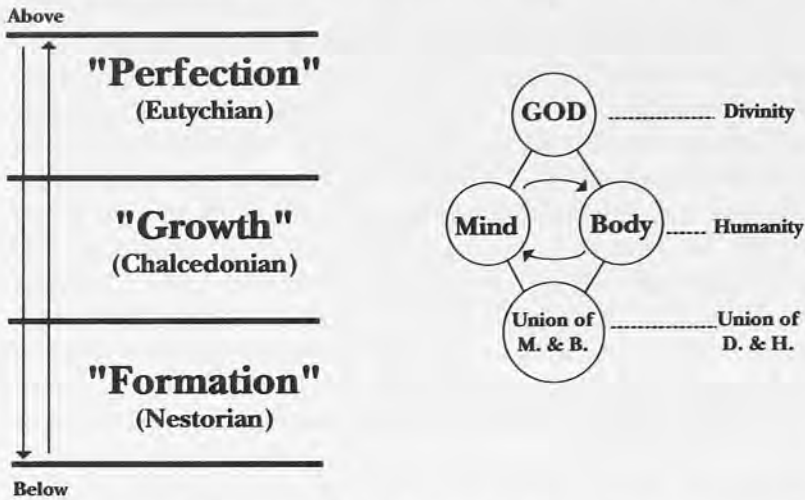 Above
"Perfection"
(Eutychian)
"Growth"
(Chalcedonian)
"Formation"
(Nestorian)
Below
GOD
Divinity
Mind
Body
Humanity
Union of
M. & B.
Union of
D. & H.